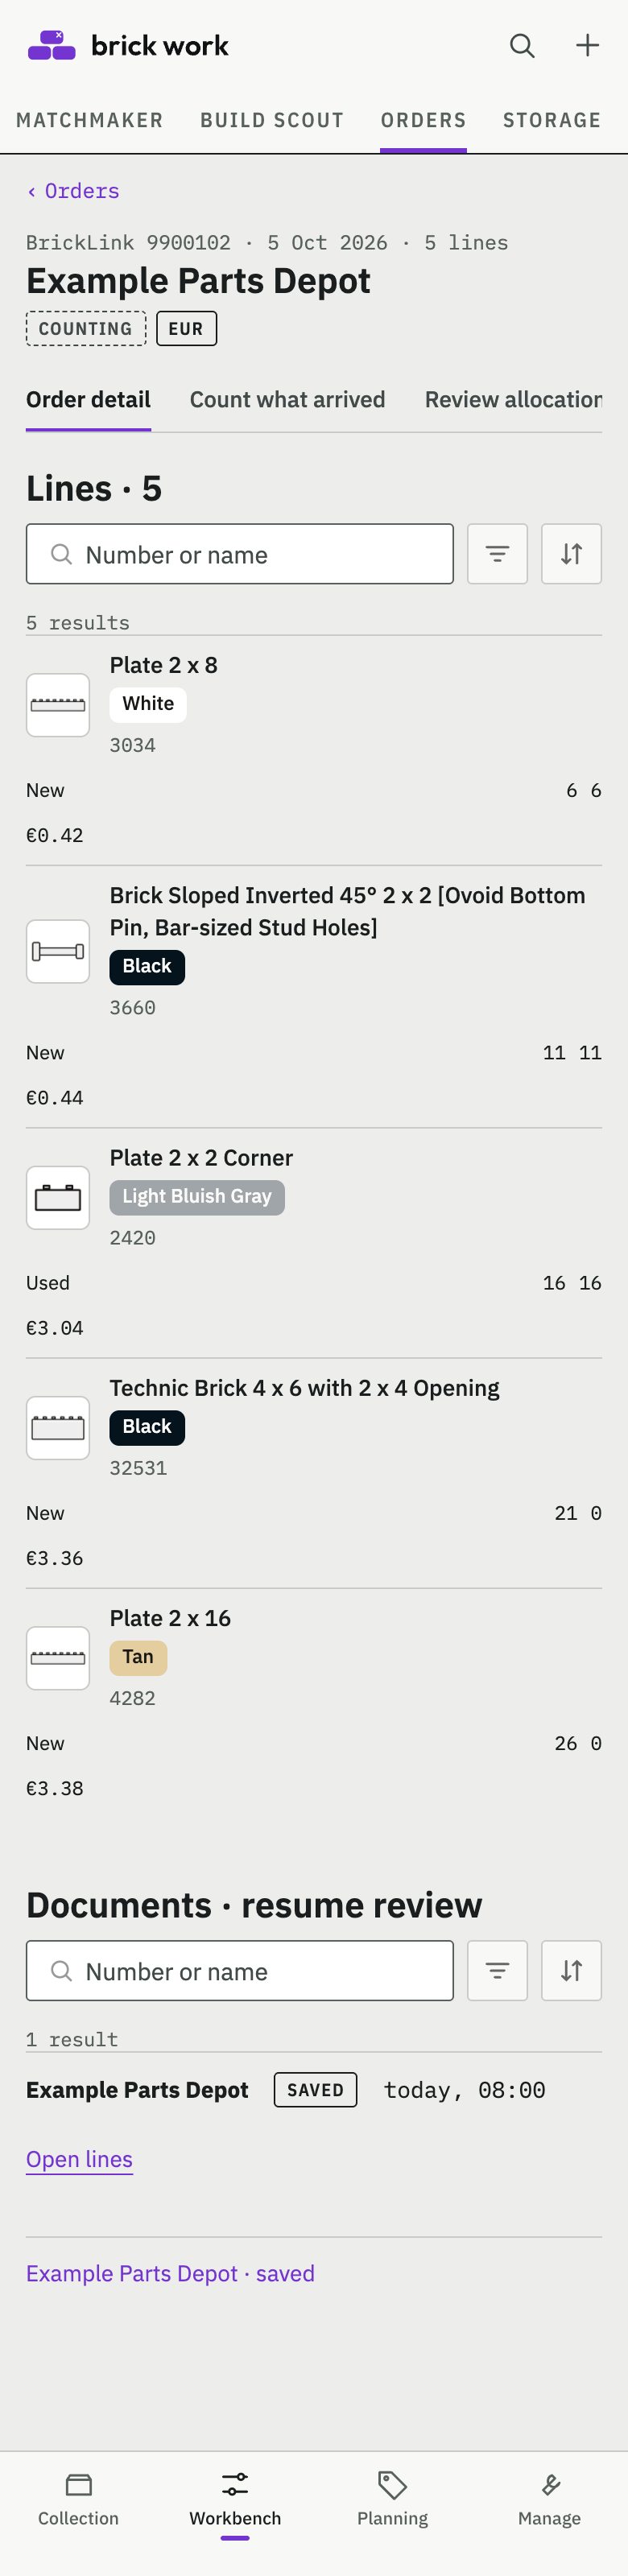 brick work
MATCHMAKER BUILD SCOUT ORDERS STORAGE
‹ Orders
BrickLink 9900102 · 5 Oct 2026 · 5 lines
Example Parts Depot
COUNTING EUR
Order detail Count what arrived Review allocation
Lines · 5
Number or name
5 results
Plate 2 x 8
White
3034
New 6 6
€0.42
Brick Sloped Inverted 45° 2 x 2 [Ovoid Bottom
Pin, Bar-sized Stud Holes]
Black
3660
New 11 11
€0.44
Plate 2 x 2 Corner
Light Bluish Gray
2420
Used 16 16
€3.04
Technic Brick 4 x 6 with 2 x 4 Opening
Black
32531
New 21 0
€3.36
Plate 2 x 16
Tan
4282
New 26 0
€3.38
Documents · resume review
Number or name
1 result
Example Parts Depot SAVED today, 08:00
Open lines
Example Parts Depot · saved
Collection Workbench Planning Manage